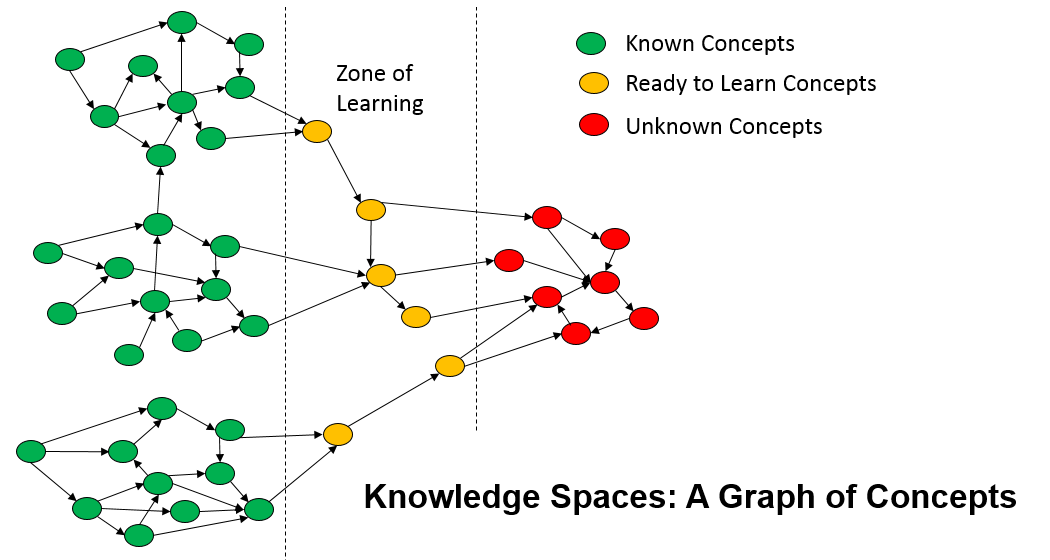 Zone of
Learning
Known Concepts
Ready to Learn Concepts
Unknown Concepts
Knowledge Spaces: A Graph of Concepts